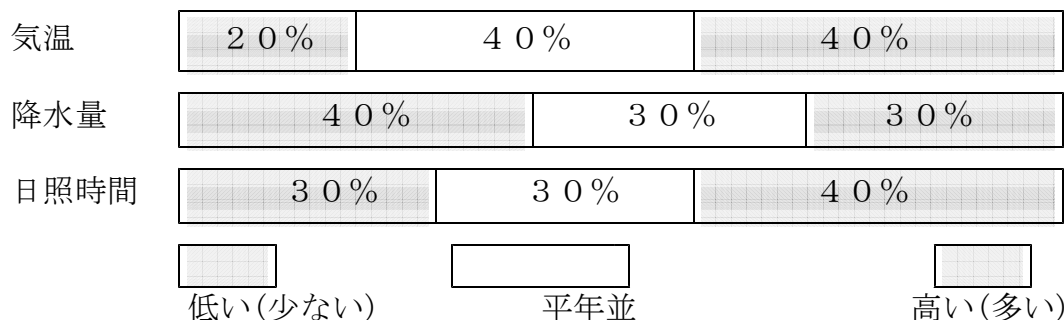 気温 20% 40% 40%
降水量 40% 30% 30%
日照時間 30% 30% 40%
低い(少ない) 平年並 高い(多い)